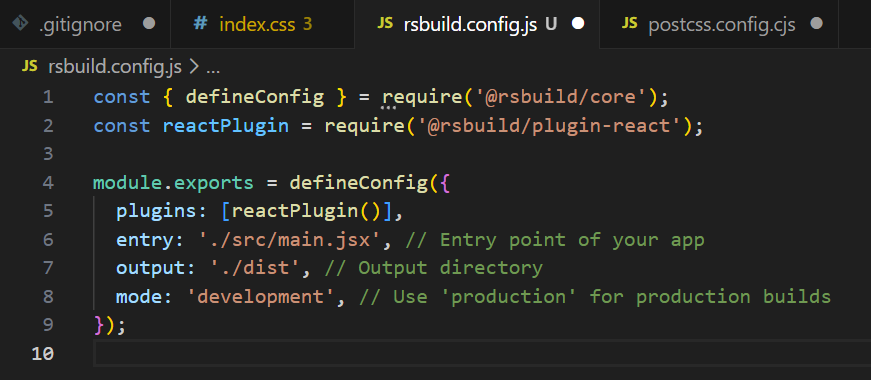 .gitignore
# index.css 3
JS rsbuild.config.js U
JS postcss.config.cjs
JS rsbuild.config.js > ...
1 const { defineConfig } = require('@rsbuild/core');
2 const reactPlugin = require('@rsbuild/plugin-react');
3
4 module.exports = defineConfig({
5   plugins: [reactPlugin()],
6   entry: './src/main.jsx', // Entry point of your app
7   output: './dist', // Output directory
8   mode: 'development', // Use 'production' for production builds
9 });
10